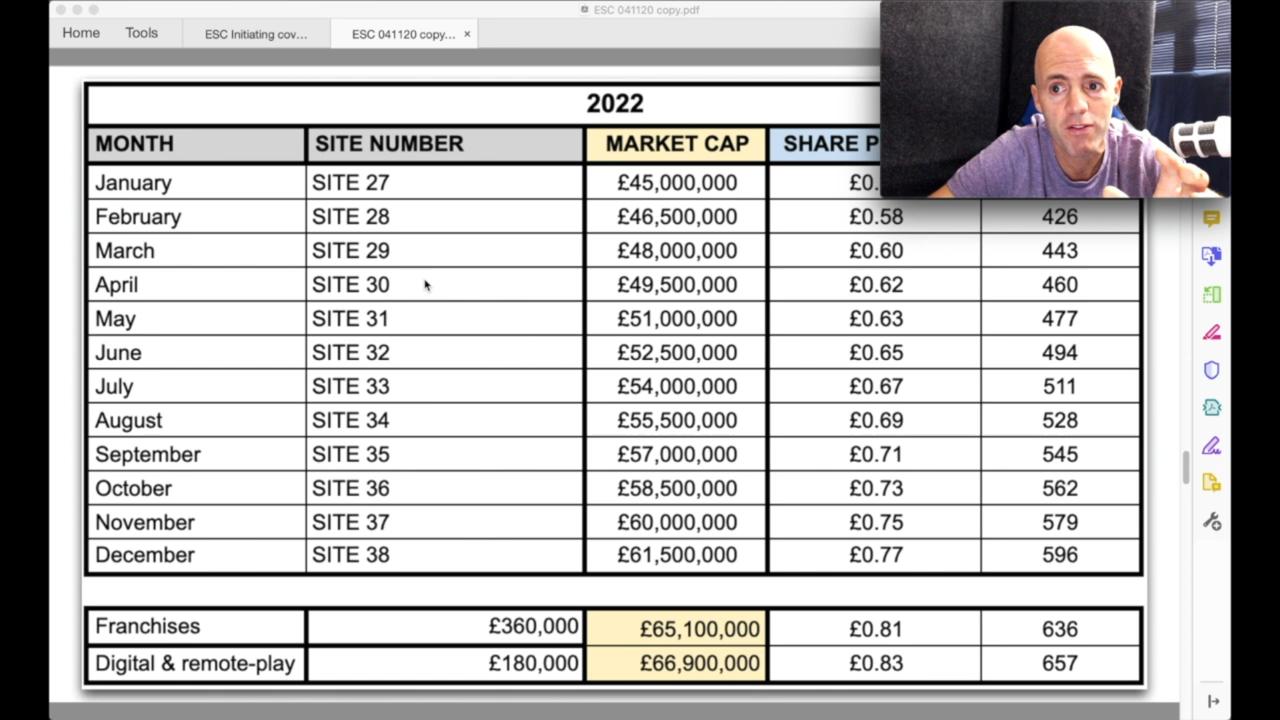 ESC 041120 copy.pdf
Home Tools ESC Initiating cov... ESC 041120 copy... ×
2022
MONTH SITE NUMBER MARKET CAP SHARE P
January SITE 27 £45,000,000 £0.
February SITE 28 £46,500,000 £0.58 426
March SITE 29 £48,000,000 £0.60 443
April SITE 30 £49,500,000 £0.62 460
May SITE 31 £51,000,000 £0.63 477
June SITE 32 £52,500,000 £0.65 494
July SITE 33 £54,000,000 £0.67 511
August SITE 34 £55,500,000 £0.69 528
September SITE 35 £57,000,000 £0.71 545
October SITE 36 £58,500,000 £0.73 562
November SITE 37 £60,000,000 £0.75 579
December SITE 38 £61,500,000 £0.77 596
Franchises £360,000 £65,100,000 £0.81 636
Digital & remote-play £180,000 £66,900,000 £0.83 657